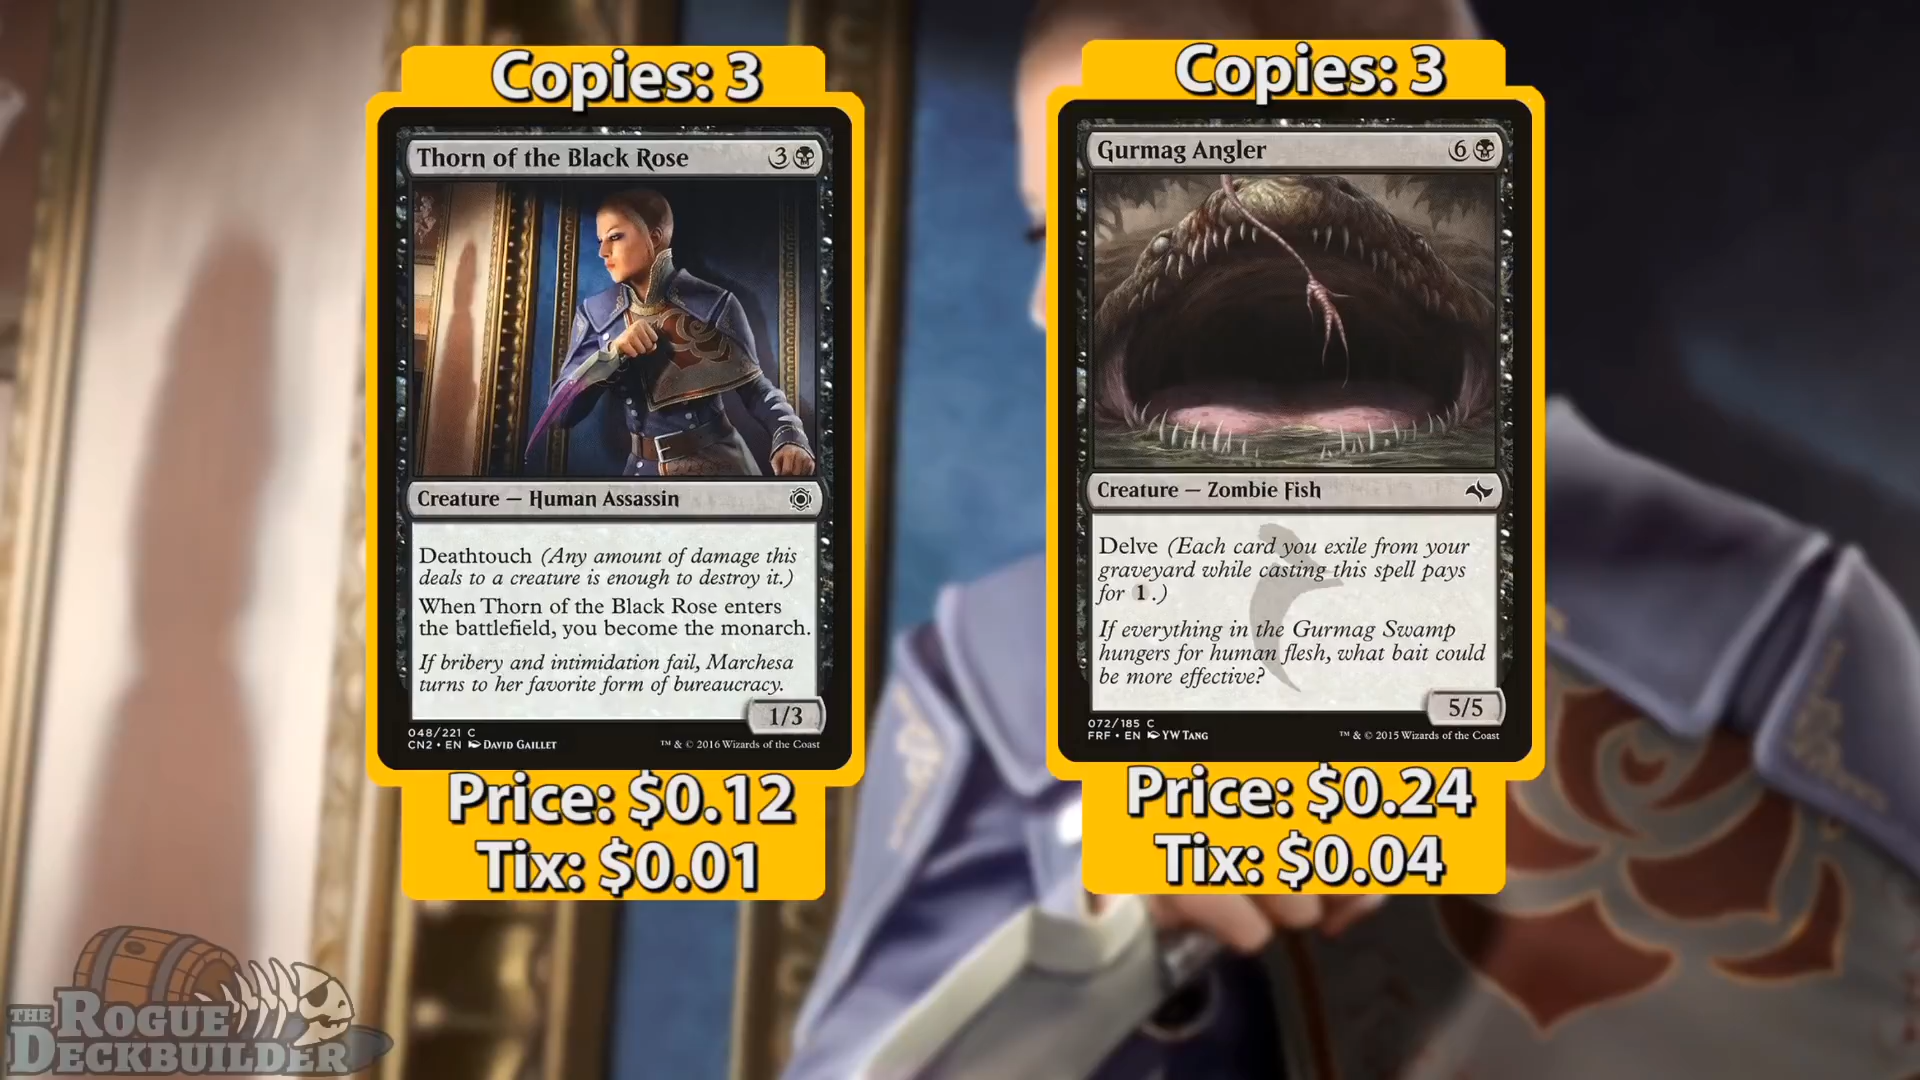 Copies: 3
Thorn of the Black Rose 3
Creature — Human Assassin
Deathtouch (Any amount of damage this
deals to a creature is enough to destroy it.)
When Thorn of the Black Rose enters
the battlefield, you become the monarch.
If bribery and intimidation fail, Marchesa
turns to her favorite form of bureaucracy.
1/3
048/221 C
CN2 • EN DAVID GAILLET
™ & © 2016 Wizards of the Coast
Price: $0.12
Tix: $0.01
Copies: 3
Gurmag Angler 6
Creature — Zombie Fish
Delve (Each card you exile from your
graveyard while casting this spell pays
for 1.)
If everything in the Gurmag Swamp
hungers for human flesh, what bait could
be more effective?
5/5
072/185 C
FRF • EN YW TANG
™ & © 2015 Wizards of the Coast
Price: $0.24
Tix: $0.04
THE ROGUE
DECKBUILDER